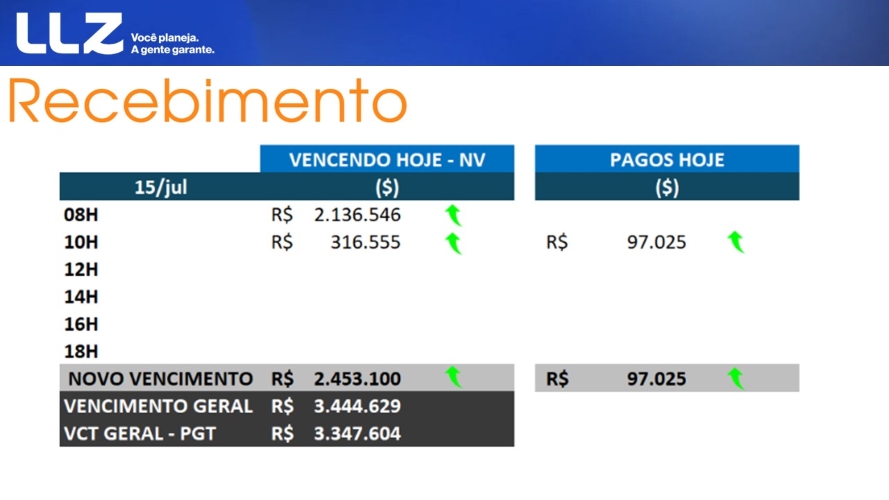 LLZ Você planeja.
A gente garante.
Recebimento
VENCENDO HOJE - NV PAGOS HOJE
15/jul ($) ($)
08H R$ 2.136.546
10H R$ 316.555 R$ 97.025
12H
14H
16H
18H
NOVO VENCIMENTO R$ 2.453.100 R$ 97.025
VENCIMENTO GERAL R$ 3.444.629
VCT GERAL - PGT R$ 3.347.604